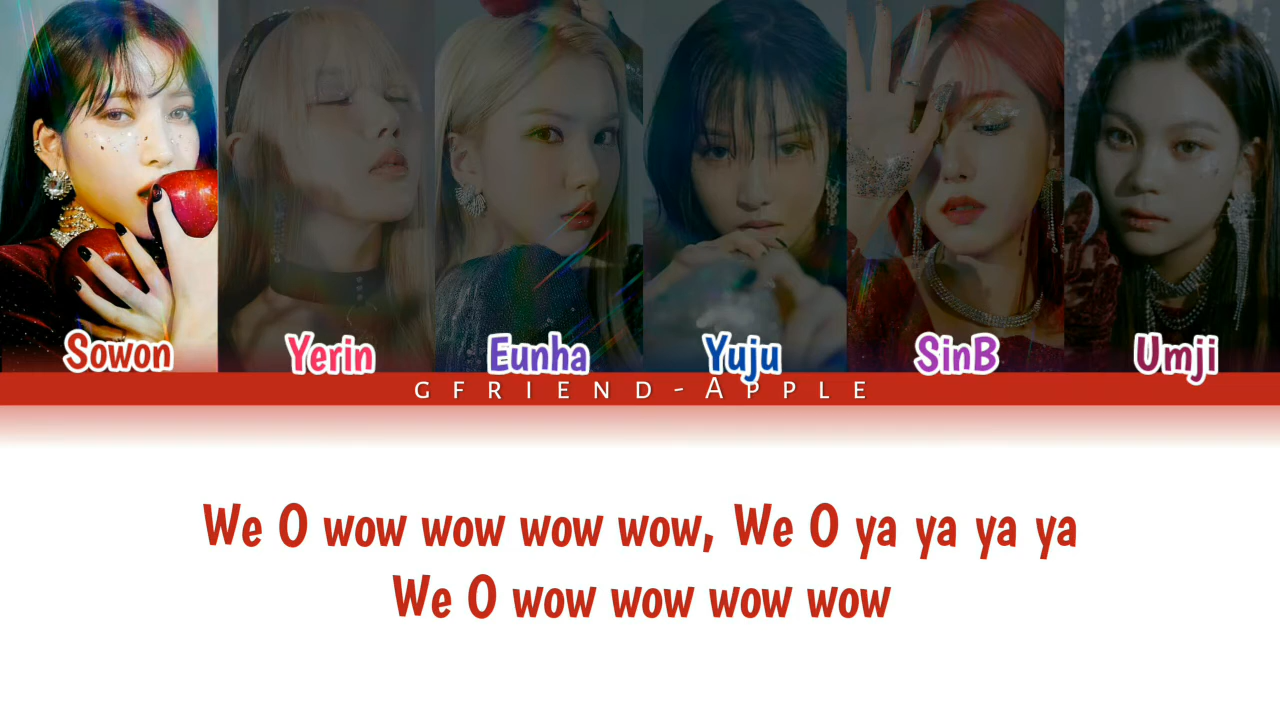 Sowon Yerin Eunha Yuju SinB Umji
GFRIEND-APPLE
We O wow wow wow wow, We O ya ya ya ya
We O wow wow wow wow